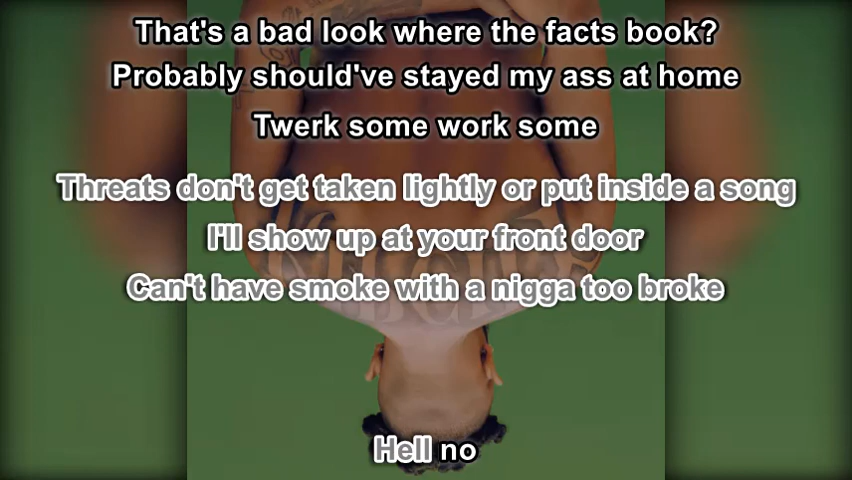 That's a bad look where the facts book?
Probably should've stayed my ass at home
Twerk some work some
Threats don't get taken lightly or put inside a song
I'll show up at your front door
Can't have smoke with a nigga too broke
Hell no